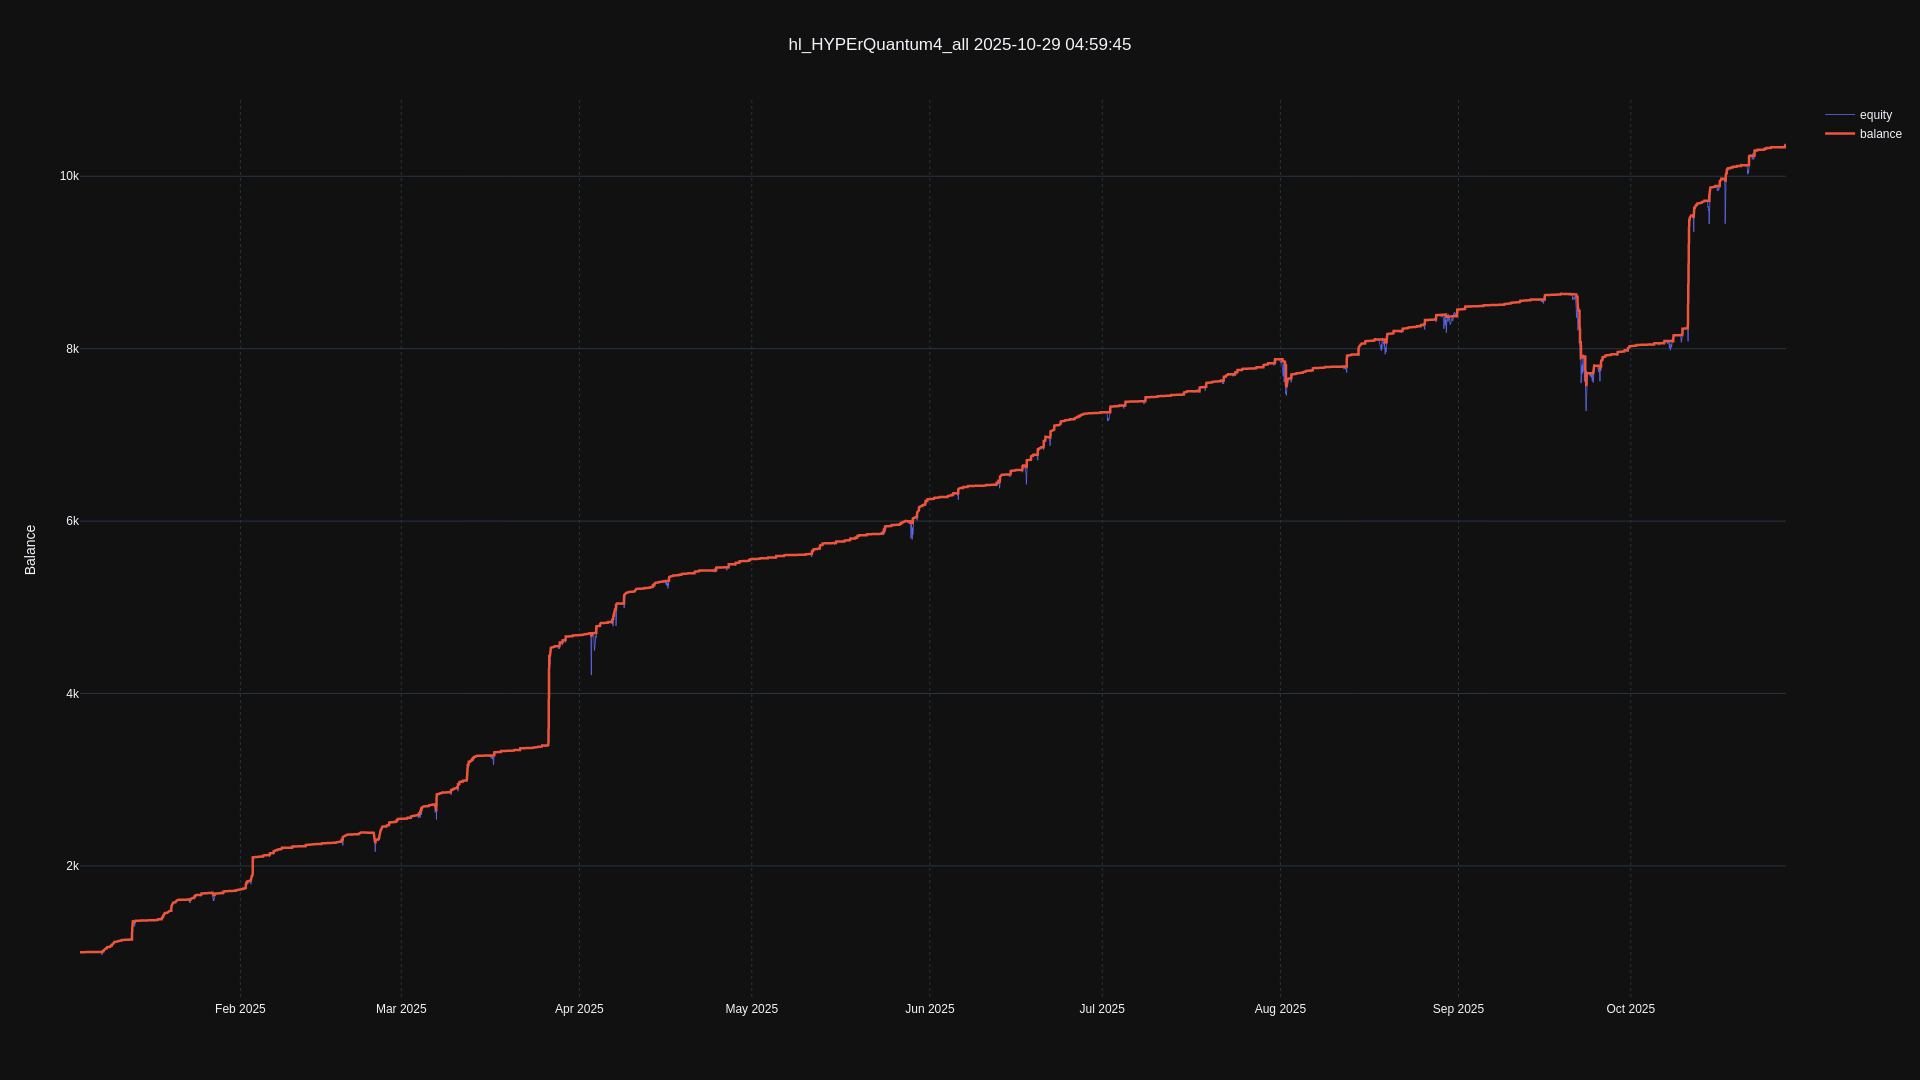 hl_HYPErQuantum4_all 2025-10-29 04:59:45
equity
balance
10k
8k
6k
4k
2k
Balance
Feb 2025
Mar 2025
Apr 2025
May 2025
Jun 2025
Jul 2025
Aug 2025
Sep 2025
Oct 2025